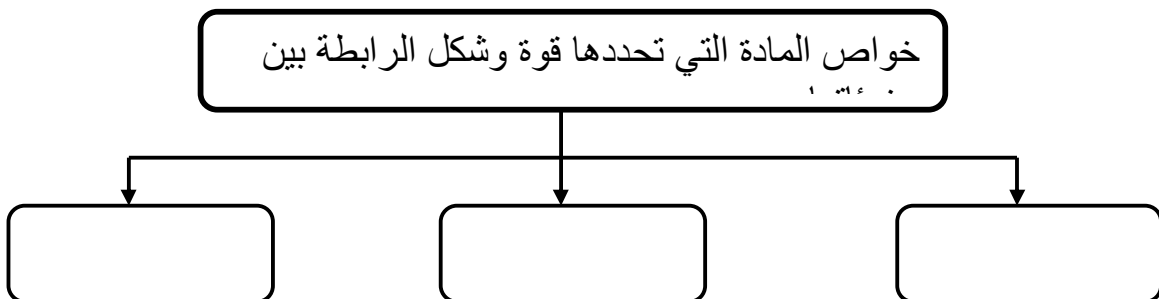 خواص المادة التي تحددها قوة وشكل الرابطة بين